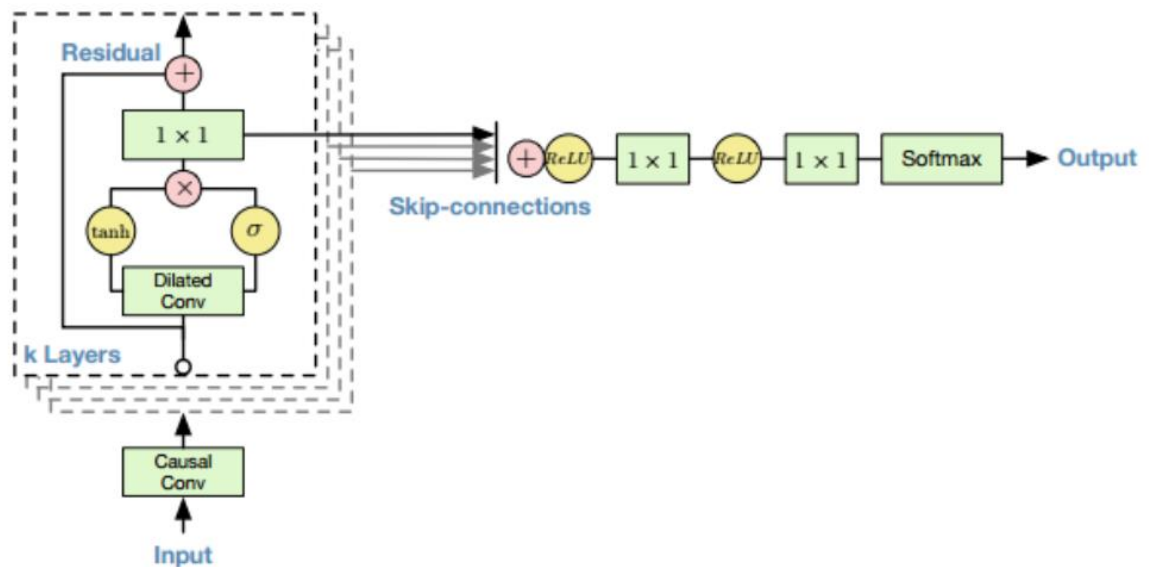 Residual
+
1 × 1
×
tanh
σ
Dilated
Conv
k Layers
Causal
Conv
Input
Skip-connections
+
ReLU
1 × 1
ReLU
1 × 1
Softmax
Output